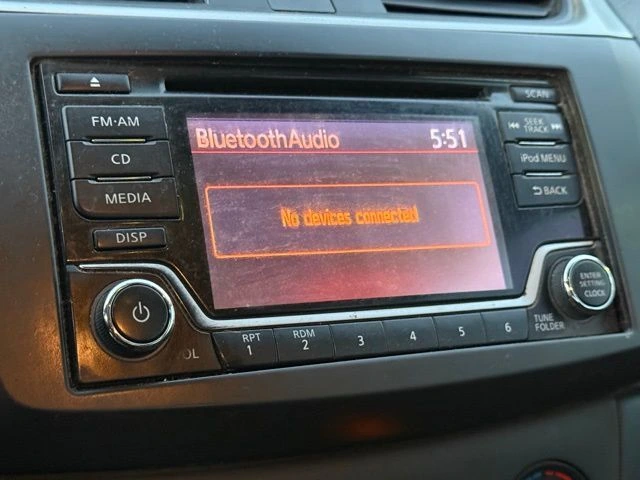 SCAN
FM·AM
SEEK
TRACK
CD
iPod MENU
MEDIA
BACK
DISP
BluetoothAudio 5:51
No devices connected
ENTER
SETTING
CLOCK
TUNE
FOLDER
OL
RPT
1
RDM
2
3
4
5
6